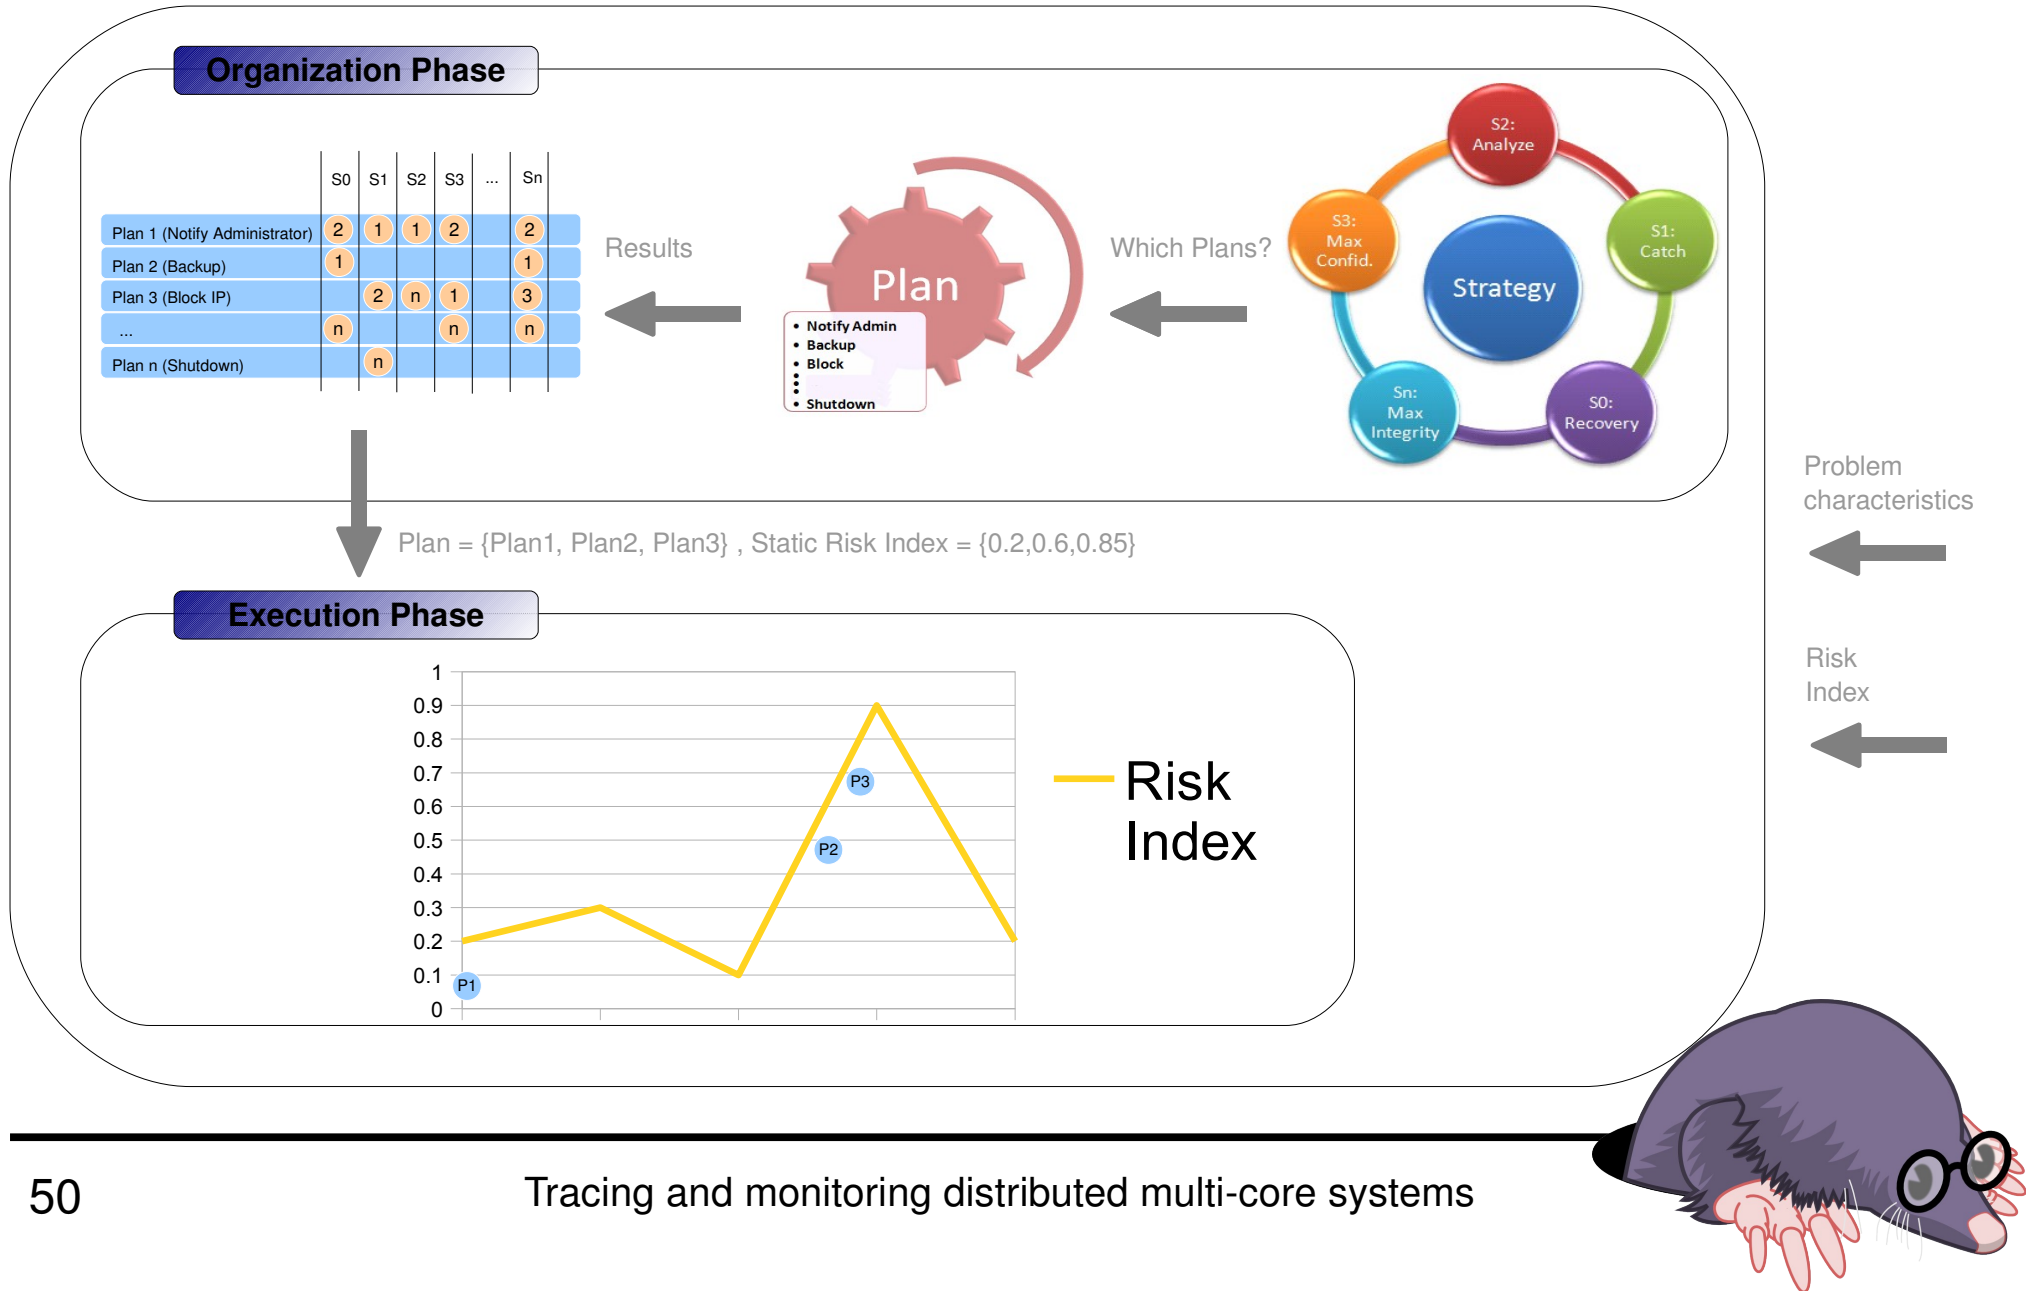 Organization Phase
S0 S1 S2 S3 ... Sn
Plan 1 (Notify Administrator) 2 1 1 2 2
Plan 2 (Backup) 1 1
Plan 3 (Block IP) 2 n 1 3
... n n n
Plan n (Shutdown) n
Results
Plan
• Notify Admin
• Backup
• Block
• Shutdown
Which Plans?
S2:
Analyze
S3:
Max
Confid.
S1:
Catch
Strategy
Sn:
Max
Integrity
S0:
Recovery
Problem
characteristics
Plan = {Plan1, Plan2, Plan3} , Static Risk Index = {0.2,0.6,0.85}
Execution Phase
Risk
Index
1
0.9
0.8
0.7
0.6
0.5
0.4
0.3
0.2
0.1
0
P1
P2
P3
Risk
Index
50
Tracing and monitoring distributed multi-core systems